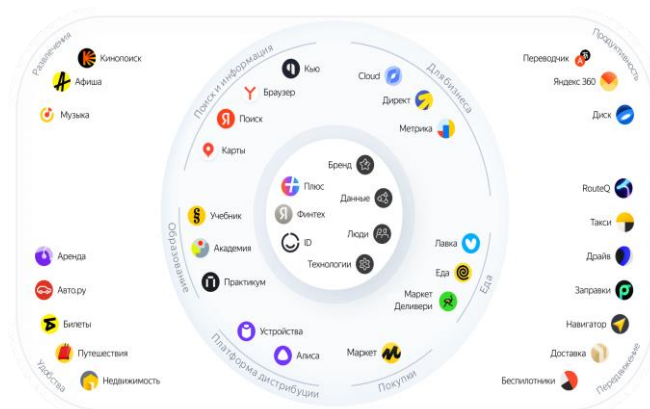 Развлечения
Кинопоиск
Афиша
Музыка
Поиск и информация
Кью
Браузер
Поиск
Карты
Для бизнеса
Cloud
Директ
Метрика
Продуктивность
Переводчик
Яндекс 360
Диск
Бренд
Плюс
Данные
Финтех
Люди
ID
Технологии
Образование
Учебник
Академия
Практикум
Лавка
Еда
Маркет
Деливери
Еда
RouteQ
Такси
Драйв
Заправки
Навигатор
Доставка
Беспилотники
Передвижение
Аренда
Авто.ру
Билеты
Путешествия
Недвижимость
Удобства
Устройства
Алиса
Платформа дистрибуции
Маркет
Покупки